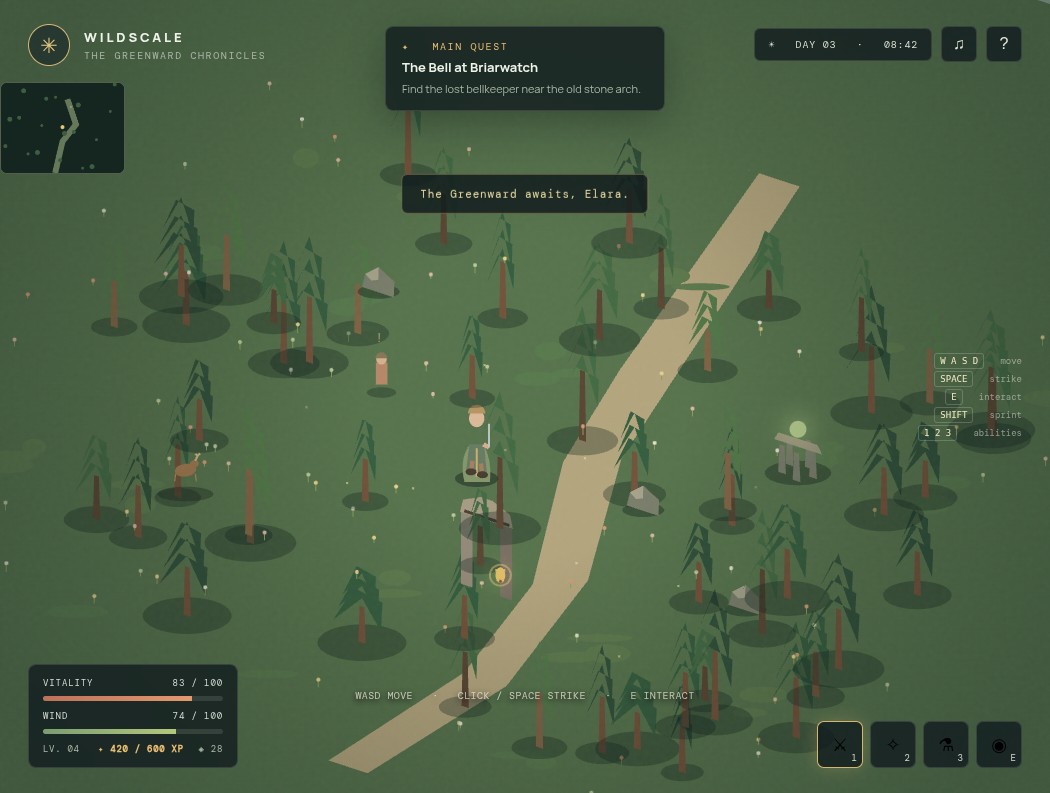 WILDSCALE
THE GREENWARD CHRONICLES
MAIN QUEST
The Bell at Briarwatch
Find the lost bellkeeper near the old stone arch.
DAY 03 · 08:42
?
The Greenward awaits, Elara.
W A S D move
SPACE strike
E interact
SHIFT sprint
1 2 3 abilities
VITALITY 83 / 100
WIND 74 / 100
LV. 04 420 / 600 XP 28
WASD MOVE · CLICK / SPACE STRIKE · E INTERACT
1 2 3 E